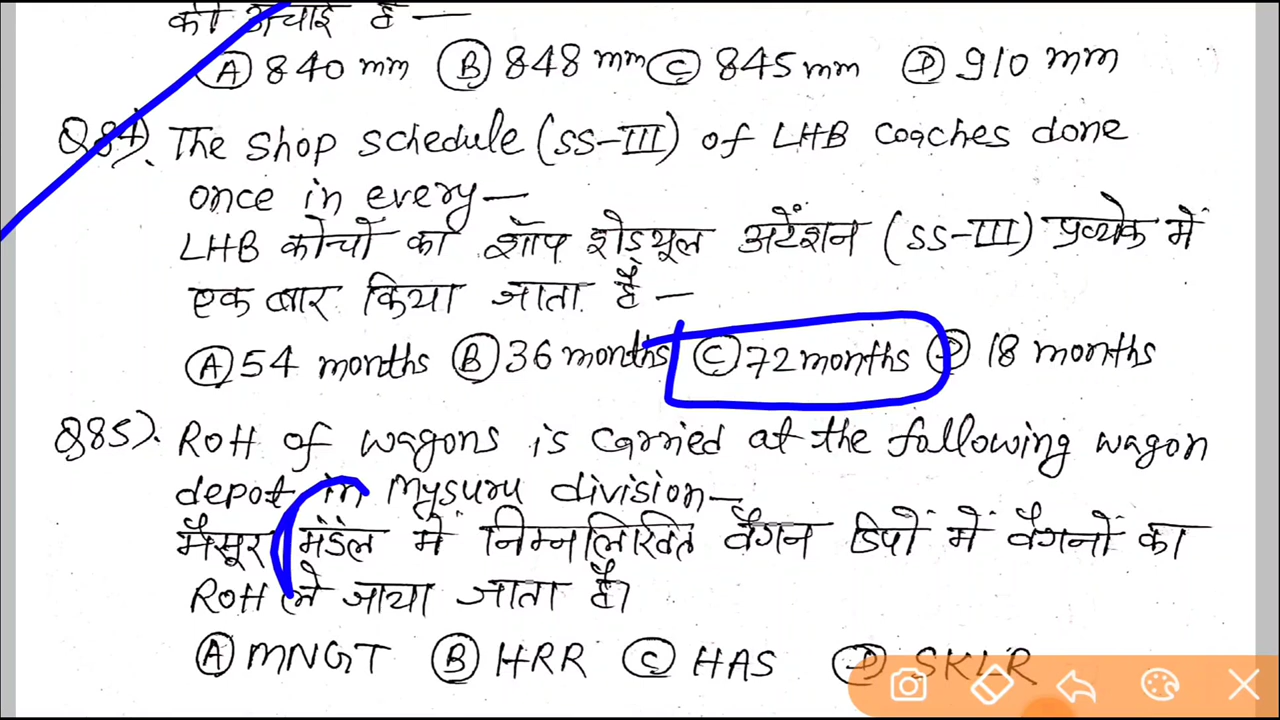 की ऊंचाई है —
(A) 840 mm (B) 848 mm (C) 845 mm (D) 910 mm
Q84). The Shop schedule (SS-III) of LHB coaches done
once in every—
LHB कोचों का शॉप शेड्यूल अटेंशन (SS-III) प्रत्येक में
एक बार किया जाता है —
(A) 54 months (B) 36 months (C) 72 months (D) 18 months
Q85). ROH of wagons is carried at the following wagon
depot in Mysuru division—
मैसूर मंडल में निम्नलिखित वैगन डिपों में वैगनों का
ROH ले जाया जाता है।
(A) MNGT (B) HRR (C) HAS (D) SKLR